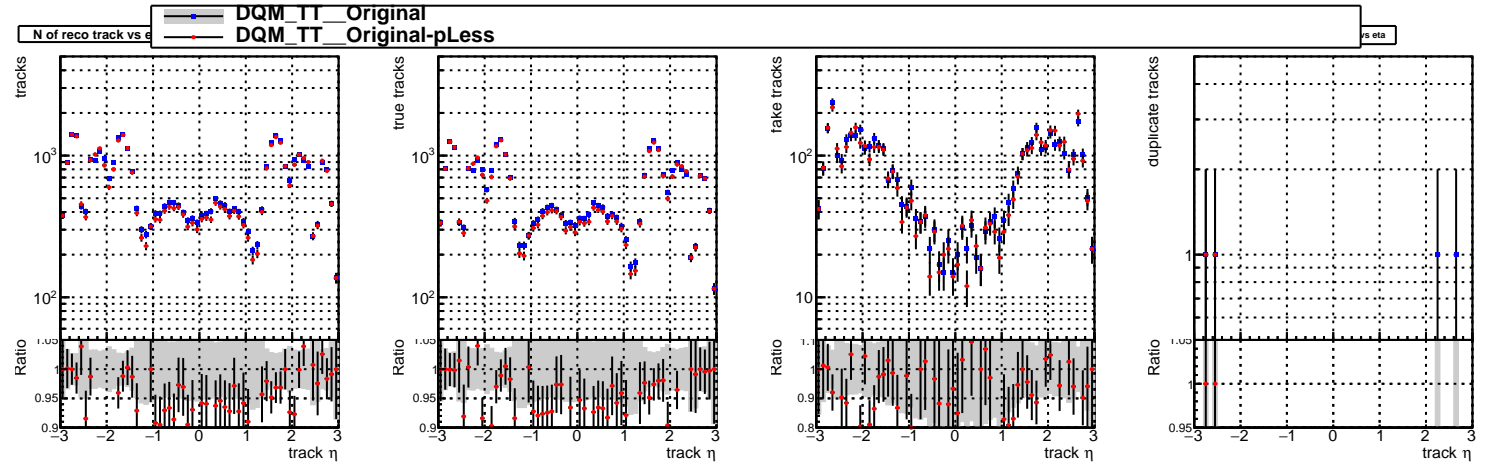 DQM_TT__Original
DQM_TT__Original-pLess
N of reco track vs e
vs eta
tracks
10³
10²
Ratio
1.05
1
0.95
0.9
−3 −2 −1 0 1 2 3
track η
true tracks
10³
10²
Ratio
1.05
1
0.95
0.9
−3 −2 −1 0 1 2 3
track η
fake tracks
10²
10
Ratio
1.1
1
0.9
0.8
−3 −2 −1 0 1 2 3
track η
duplicate tracks
1
Ratio
1.05
1
0.95
−3 −2 −1 0 1 2 3
track η